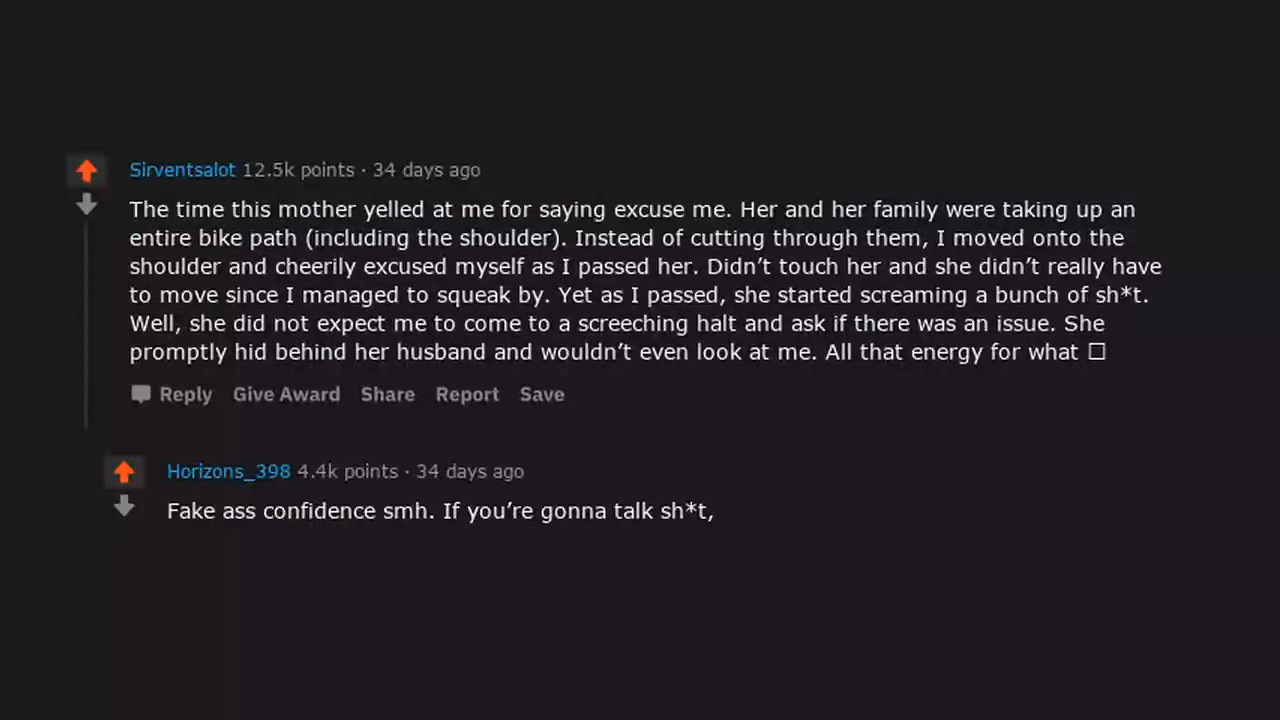 Sirventsalot 12.5k points · 34 days ago
The time this mother yelled at me for saying excuse me. Her and her family were taking up an
entire bike path (including the shoulder). Instead of cutting through them, I moved onto the
shoulder and cheerily excused myself as I passed her. Didn’t touch her and she didn’t really have
to move since I managed to squeak by. Yet as I passed, she started screaming a bunch of sh*t.
Well, she did not expect me to come to a screeching halt and ask if there was an issue. She
promptly hid behind her husband and wouldn’t even look at me. All that energy for what □
Reply Give Award Share Report Save
Horizons_398 4.4k points · 34 days ago
Fake ass confidence smh. If you’re gonna talk sh*t,